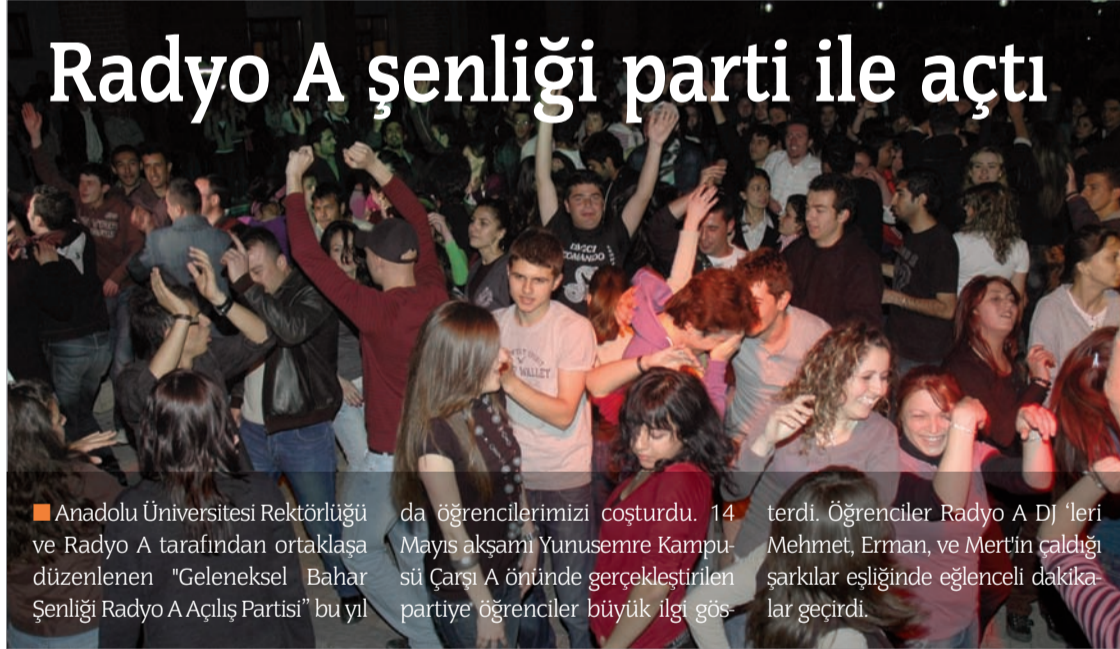 Radyo A şenliği parti ile açtı
Anadolu Üniversitesi Rektörlüğü
ve Radyo A tarafından ortaklaşa
düzenlenen "Geleneksel Bahar
Şenliği Radyo A Açılış Partisi” bu yıl
da öğrencilerimizi coşturdu. 14
Mayıs akşamı Yunusemre Kampu-
sü Çarşı A önünde gerçekleştirilen
partiye öğrenciler büyük ilgi gös-
terdi. Öğrenciler Radyo A DJ ‘leri
Mehmet, Erman, ve Mert'in çaldığı
şarkılar eşliğinde eğlenceli dakika-
lar geçirdi.